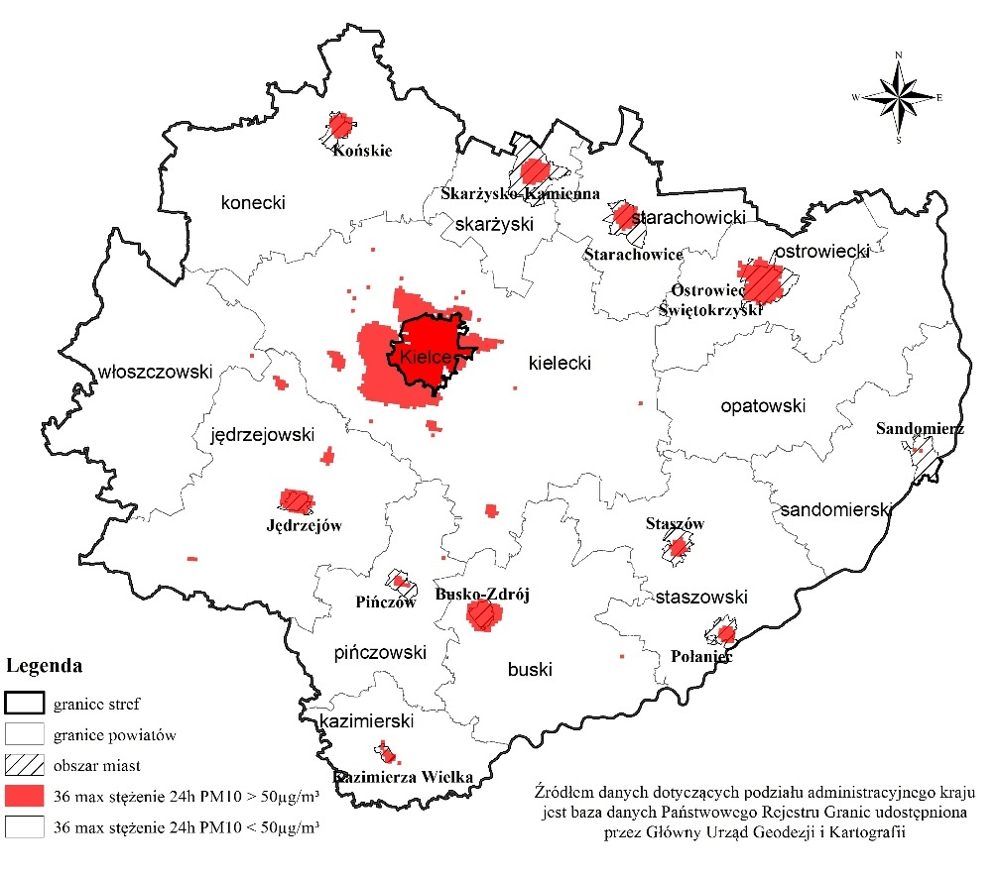 N
W
E
S
Końskie
konecki
Skarżysko-Kamienna
skarżyski
starachowicki
Starachowice
ostrowiecki
Ostrowiec
Świętokrzyski
Kielce
kielecki
włoszczowski
opatowski
jędrzejowski
Sandomierz
Jędrzejów
Staszów
sandomierski
Pińczów
Busko-Zdrój
staszowski
pińczowski
Połaniec
buski
kazimierski
Kazimierza Wielka
Legenda
granice stref
granice powiatów
obszar miast
36 max stężenie 24h PM10 > 50µg/m³
36 max stężenie 24h PM10 < 50µg/m³
Źródłem danych dotyczących podziału administracyjnego kraju
jest baza danych Państwowego Rejestru Granic udostępniona
przez Główny Urząd Geodezji i Kartografii